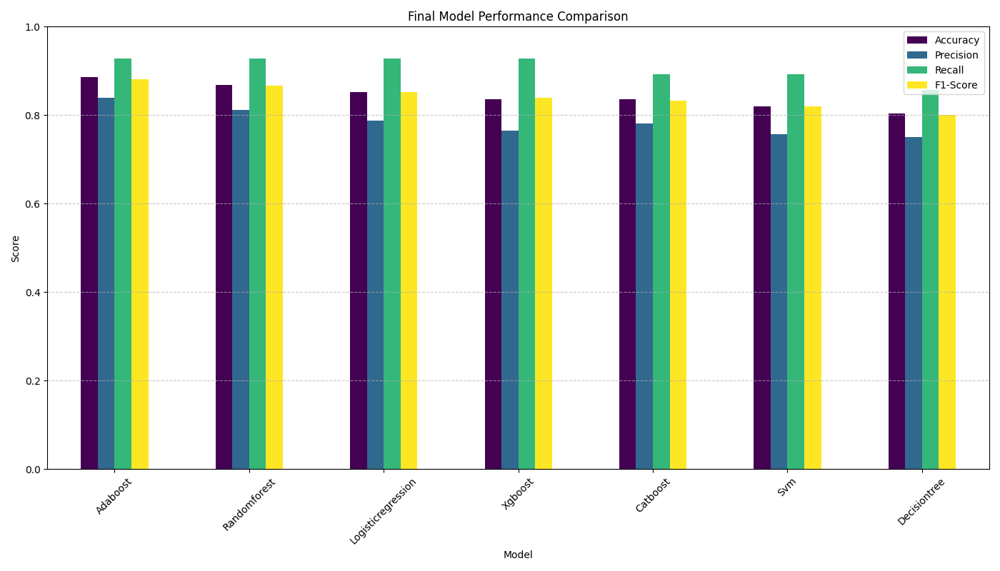 Final Model Performance Comparison
1.0
0.8
0.6
0.4
0.2
0.0
Score
Accuracy
Precision
Recall
F1-Score
Adaboost
Randomforest
Logisticregression
Xgboost
Catboost
Svm
Decisiontree
Model